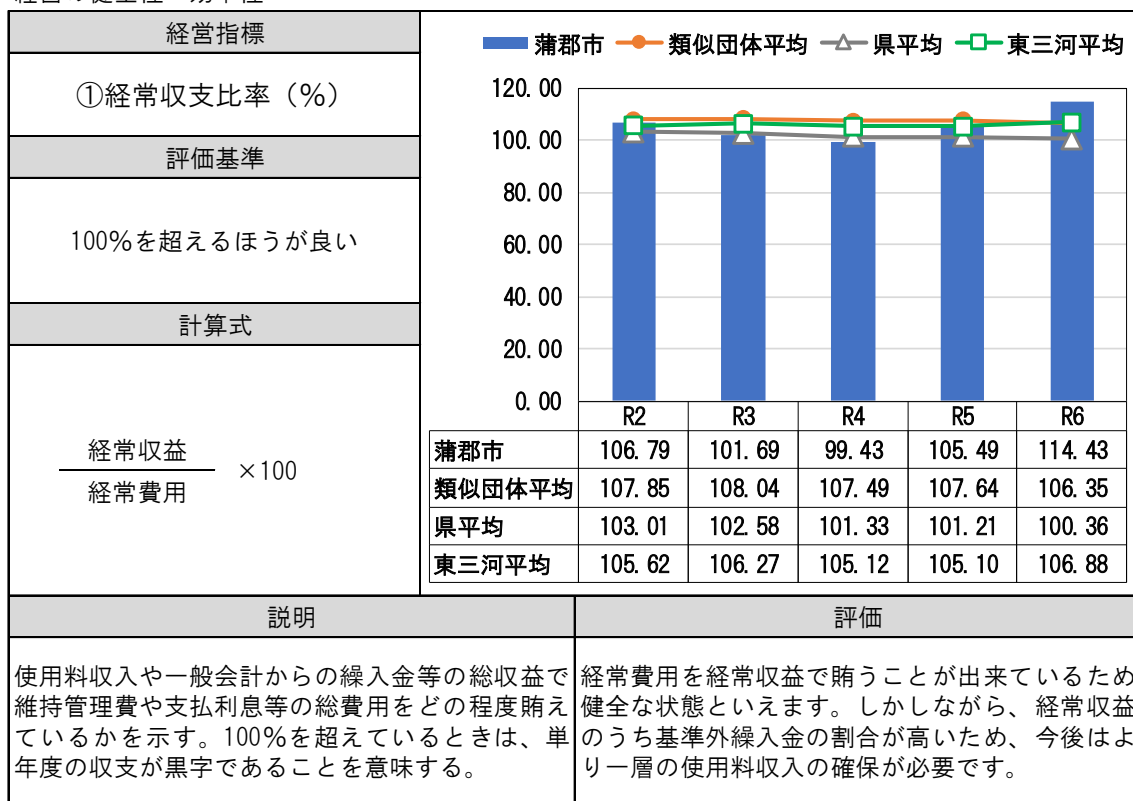 経営指標
①経常収支比率（%）
評価基準
100%を超えるほうが良い
計算式
経常収益
経常費用
×100
蒲郡市 類似団体平均 県平均 東三河平均
120.00
100.00
80.00
60.00
40.00
20.00
0.00
R2 R3 R4 R5 R6
蒲郡市 106.79 101.69 99.43 105.49 114.43
類似団体平均 107.85 108.04 107.49 107.64 106.35
県平均 103.01 102.58 101.33 101.21 100.36
東三河平均 105.62 106.27 105.12 105.10 106.88
説明
使用料収入や一般会計からの繰入金等の総収益で
維持管理費や支払利息等の総費用をどの程度賄え
ているかを示す。100%を超えているときは、単
年度の収支が黒字であることを意味する。
評価
経常費用を経常収益で賄うことが出来ているため
健全な状態といえます。しかしながら、経常収益
のうち基準外繰入金の割合が高いため、今後はよ
り一層の使用料収入の確保が必要です。